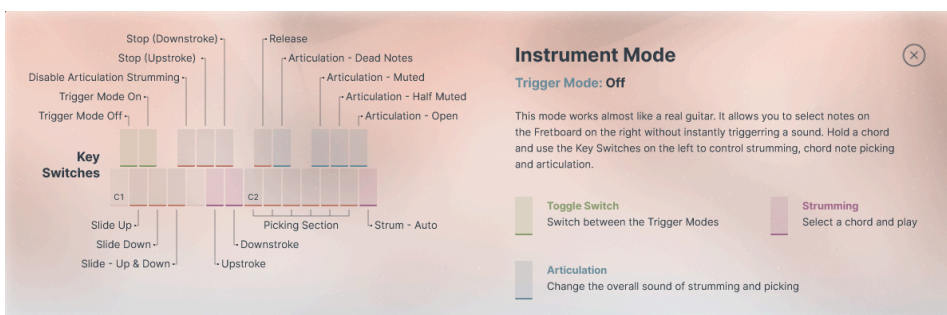 Stop (Downstroke)
Release
Stop (Upstroke)
Articulation - Dead Notes
Disable Articulation Strumming
Articulation - Muted
Trigger Mode On
Articulation - Half Muted
Trigger Mode Off
Articulation - Open
Key
Switches
C1
C2
Slide Up
Picking Section
Strum - Auto
Slide Down
Downstroke
Slide - Up & Down
Upstroke
Instrument Mode
Trigger Mode: Off
This mode works almost like a real guitar. It allows you to select notes on
the Fretboard on the right without instantly triggerring a sound. Hold a chord
and use the Key Switches on the left to control strumming, chord note picking
and articulation.
Toggle Switch
Switch between the Trigger Modes
Strumming
Select a chord and play
Articulation
Change the overall sound of strumming and picking